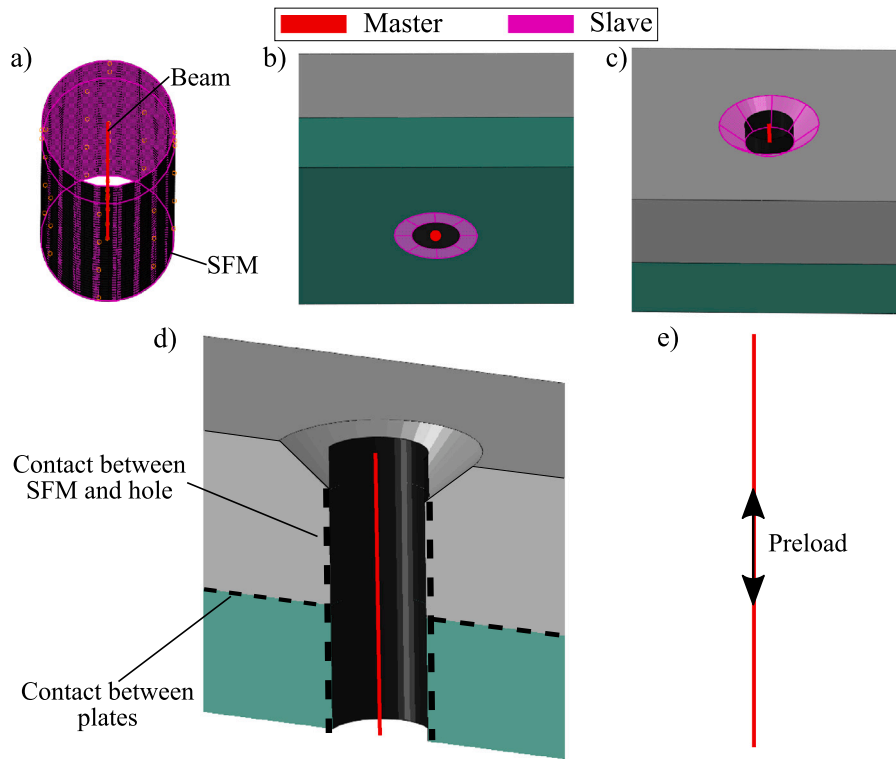 Master Slave
a)
Beam
SFM
b)
c)
d)
Contact between
SFM and hole
Contact between
plates
e)
Preload